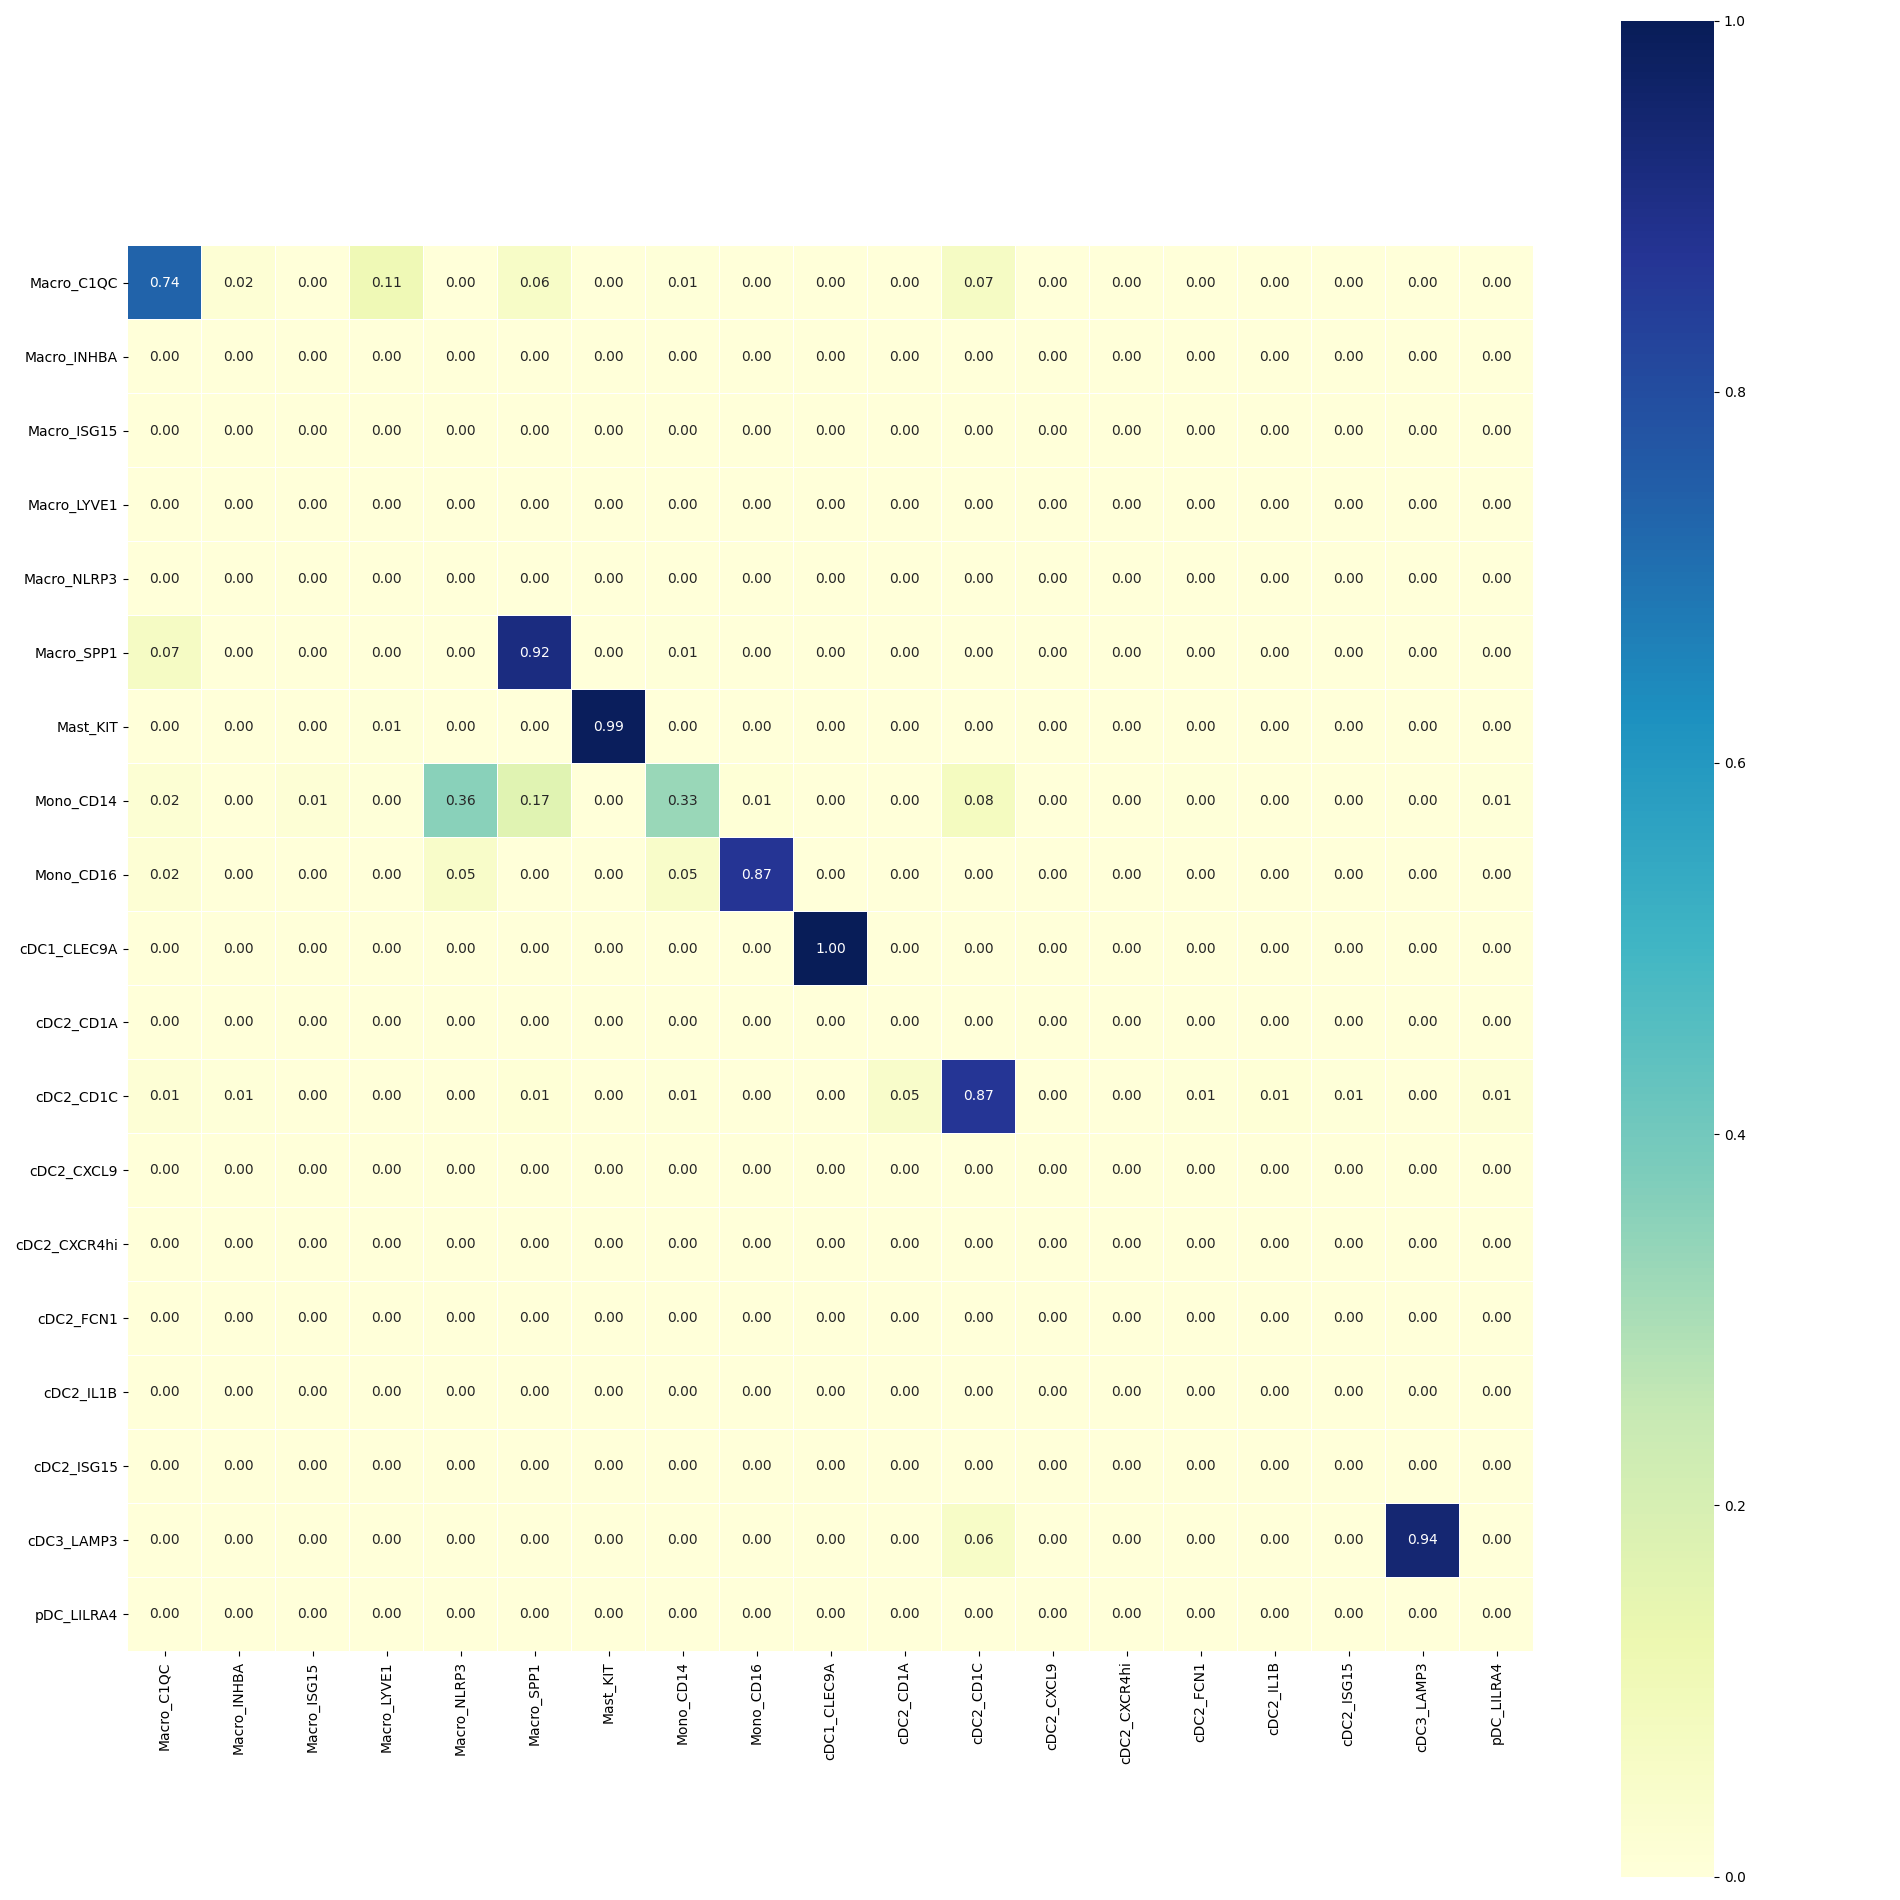 1.0
0.8
0.6
0.4
0.2
0.0
Macro_C1QC 0.74 0.02 0.00 0.11 0.00 0.06 0.00 0.01 0.00 0.00 0.00 0.07 0.00 0.00 0.00 0.00 0.00 0.00 0.00
Macro_INHBA 0.00 0.00 0.00 0.00 0.00 0.00 0.00 0.00 0.00 0.00 0.00 0.00 0.00 0.00 0.00 0.00 0.00 0.00 0.00
Macro_ISG15 0.00 0.00 0.00 0.00 0.00 0.00 0.00 0.00 0.00 0.00 0.00 0.00 0.00 0.00 0.00 0.00 0.00 0.00 0.00
Macro_LYVE1 0.00 0.00 0.00 0.00 0.00 0.00 0.00 0.00 0.00 0.00 0.00 0.00 0.00 0.00 0.00 0.00 0.00 0.00 0.00
Macro_NLRP3 0.00 0.00 0.00 0.00 0.00 0.00 0.00 0.00 0.00 0.00 0.00 0.00 0.00 0.00 0.00 0.00 0.00 0.00 0.00
Macro_SPP1 0.07 0.00 0.00 0.00 0.00 0.92 0.00 0.01 0.00 0.00 0.00 0.00 0.00 0.00 0.00 0.00 0.00 0.00 0.00
Mast_KIT 0.00 0.00 0.00 0.01 0.00 0.00 0.99 0.00 0.00 0.00 0.00 0.00 0.00 0.00 0.00 0.00 0.00 0.00 0.00
Mono_CD14 0.02 0.00 0.01 0.00 0.36 0.17 0.00 0.33 0.01 0.00 0.00 0.08 0.00 0.00 0.00 0.00 0.00 0.00 0.01
Mono_CD16 0.02 0.00 0.00 0.00 0.05 0.00 0.00 0.05 0.87 0.00 0.00 0.00 0.00 0.00 0.00 0.00 0.00 0.00 0.00
cDC1_CLEC9A 0.00 0.00 0.00 0.00 0.00 0.00 0.00 0.00 0.00 1.00 0.00 0.00 0.00 0.00 0.00 0.00 0.00 0.00 0.00
cDC2_CD1A 0.00 0.00 0.00 0.00 0.00 0.00 0.00 0.00 0.00 0.00 0.00 0.00 0.00 0.00 0.00 0.00 0.00 0.00 0.00
cDC2_CD1C 0.01 0.01 0.00 0.00 0.00 0.01 0.00 0.01 0.00 0.00 0.05 0.87 0.00 0.00 0.01 0.01 0.01 0.00 0.01
cDC2_CXCL9 0.00 0.00 0.00 0.00 0.00 0.00 0.00 0.00 0.00 0.00 0.00 0.00 0.00 0.00 0.00 0.00 0.00 0.00 0.00
cDC2_CXCR4hi 0.00 0.00 0.00 0.00 0.00 0.00 0.00 0.00 0.00 0.00 0.00 0.00 0.00 0.00 0.00 0.00 0.00 0.00 0.00
cDC2_FCN1 0.00 0.00 0.00 0.00 0.00 0.00 0.00 0.00 0.00 0.00 0.00 0.00 0.00 0.00 0.00 0.00 0.00 0.00 0.00
cDC2_IL1B 0.00 0.00 0.00 0.00 0.00 0.00 0.00 0.00 0.00 0.00 0.00 0.00 0.00 0.00 0.00 0.00 0.00 0.00 0.00
cDC2_ISG15 0.00 0.00 0.00 0.00 0.00 0.00 0.00 0.00 0.00 0.00 0.00 0.00 0.00 0.00 0.00 0.00 0.00 0.00 0.00
cDC3_LAMP3 0.00 0.00 0.00 0.00 0.00 0.00 0.00 0.00 0.00 0.00 0.00 0.06 0.00 0.00 0.00 0.00 0.00 0.94 0.00
pDC_LILRA4 0.00 0.00 0.00 0.00 0.00 0.00 0.00 0.00 0.00 0.00 0.00 0.00 0.00 0.00 0.00 0.00 0.00 0.00 0.00
Macro_C1QC
Macro_INHBA
Macro_ISG15
Macro_LYVE1
Macro_NLRP3
Macro_SPP1
Mast_KIT
Mono_CD14
Mono_CD16
cDC1_CLEC9A
cDC2_CD1A
cDC2_CD1C
cDC2_CXCL9
cDC2_CXCR4hi
cDC2_FCN1
cDC2_IL1B
cDC2_ISG15
cDC3_LAMP3
pDC_LILRA4